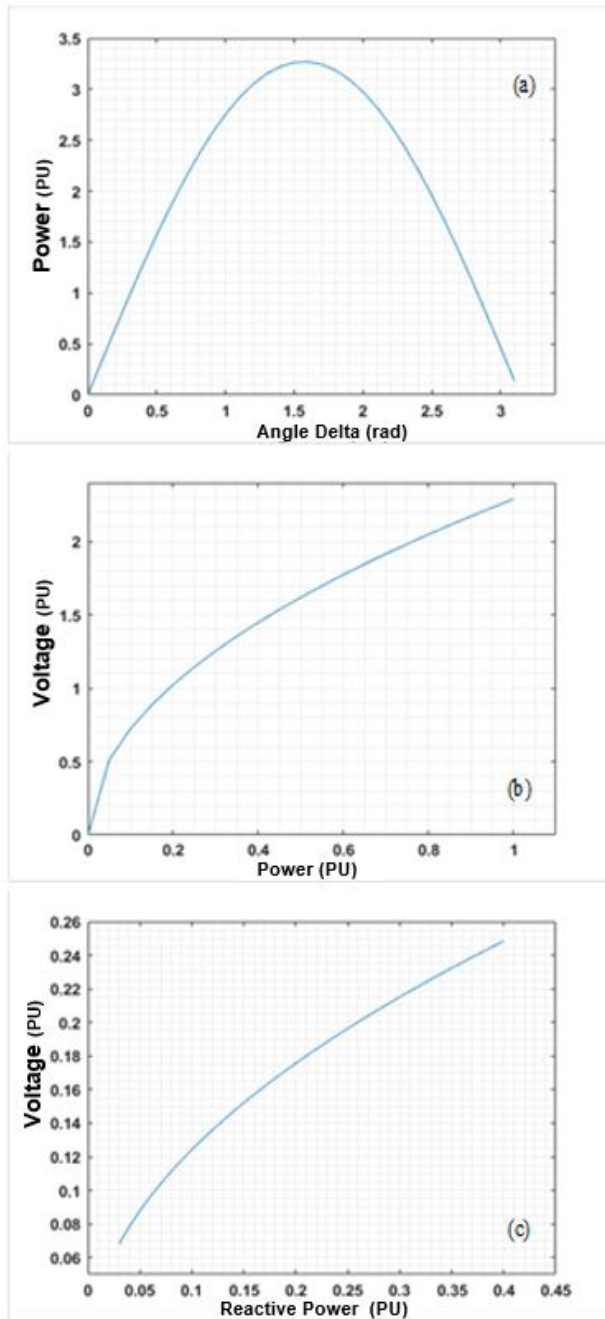 3.5
3
2.5
2
1.5
1
0.5
0
Power (PU)
(a)
0 0.5 1 1.5 2 2.5 3
Angle Delta (rad)
2
1.5
1
0.5
0
Voltage (PU)
(b)
0 0.2 0.4 0.6 0.8 1
Power (PU)
0.26
0.24
0.22
0.2
0.18
0.16
0.14
0.12
0.1
0.08
0.06
Voltage (PU)
(c)
0 0.05 0.1 0.15 0.2 0.25 0.3 0.35 0.4 0.45
Reactive Power (PU)